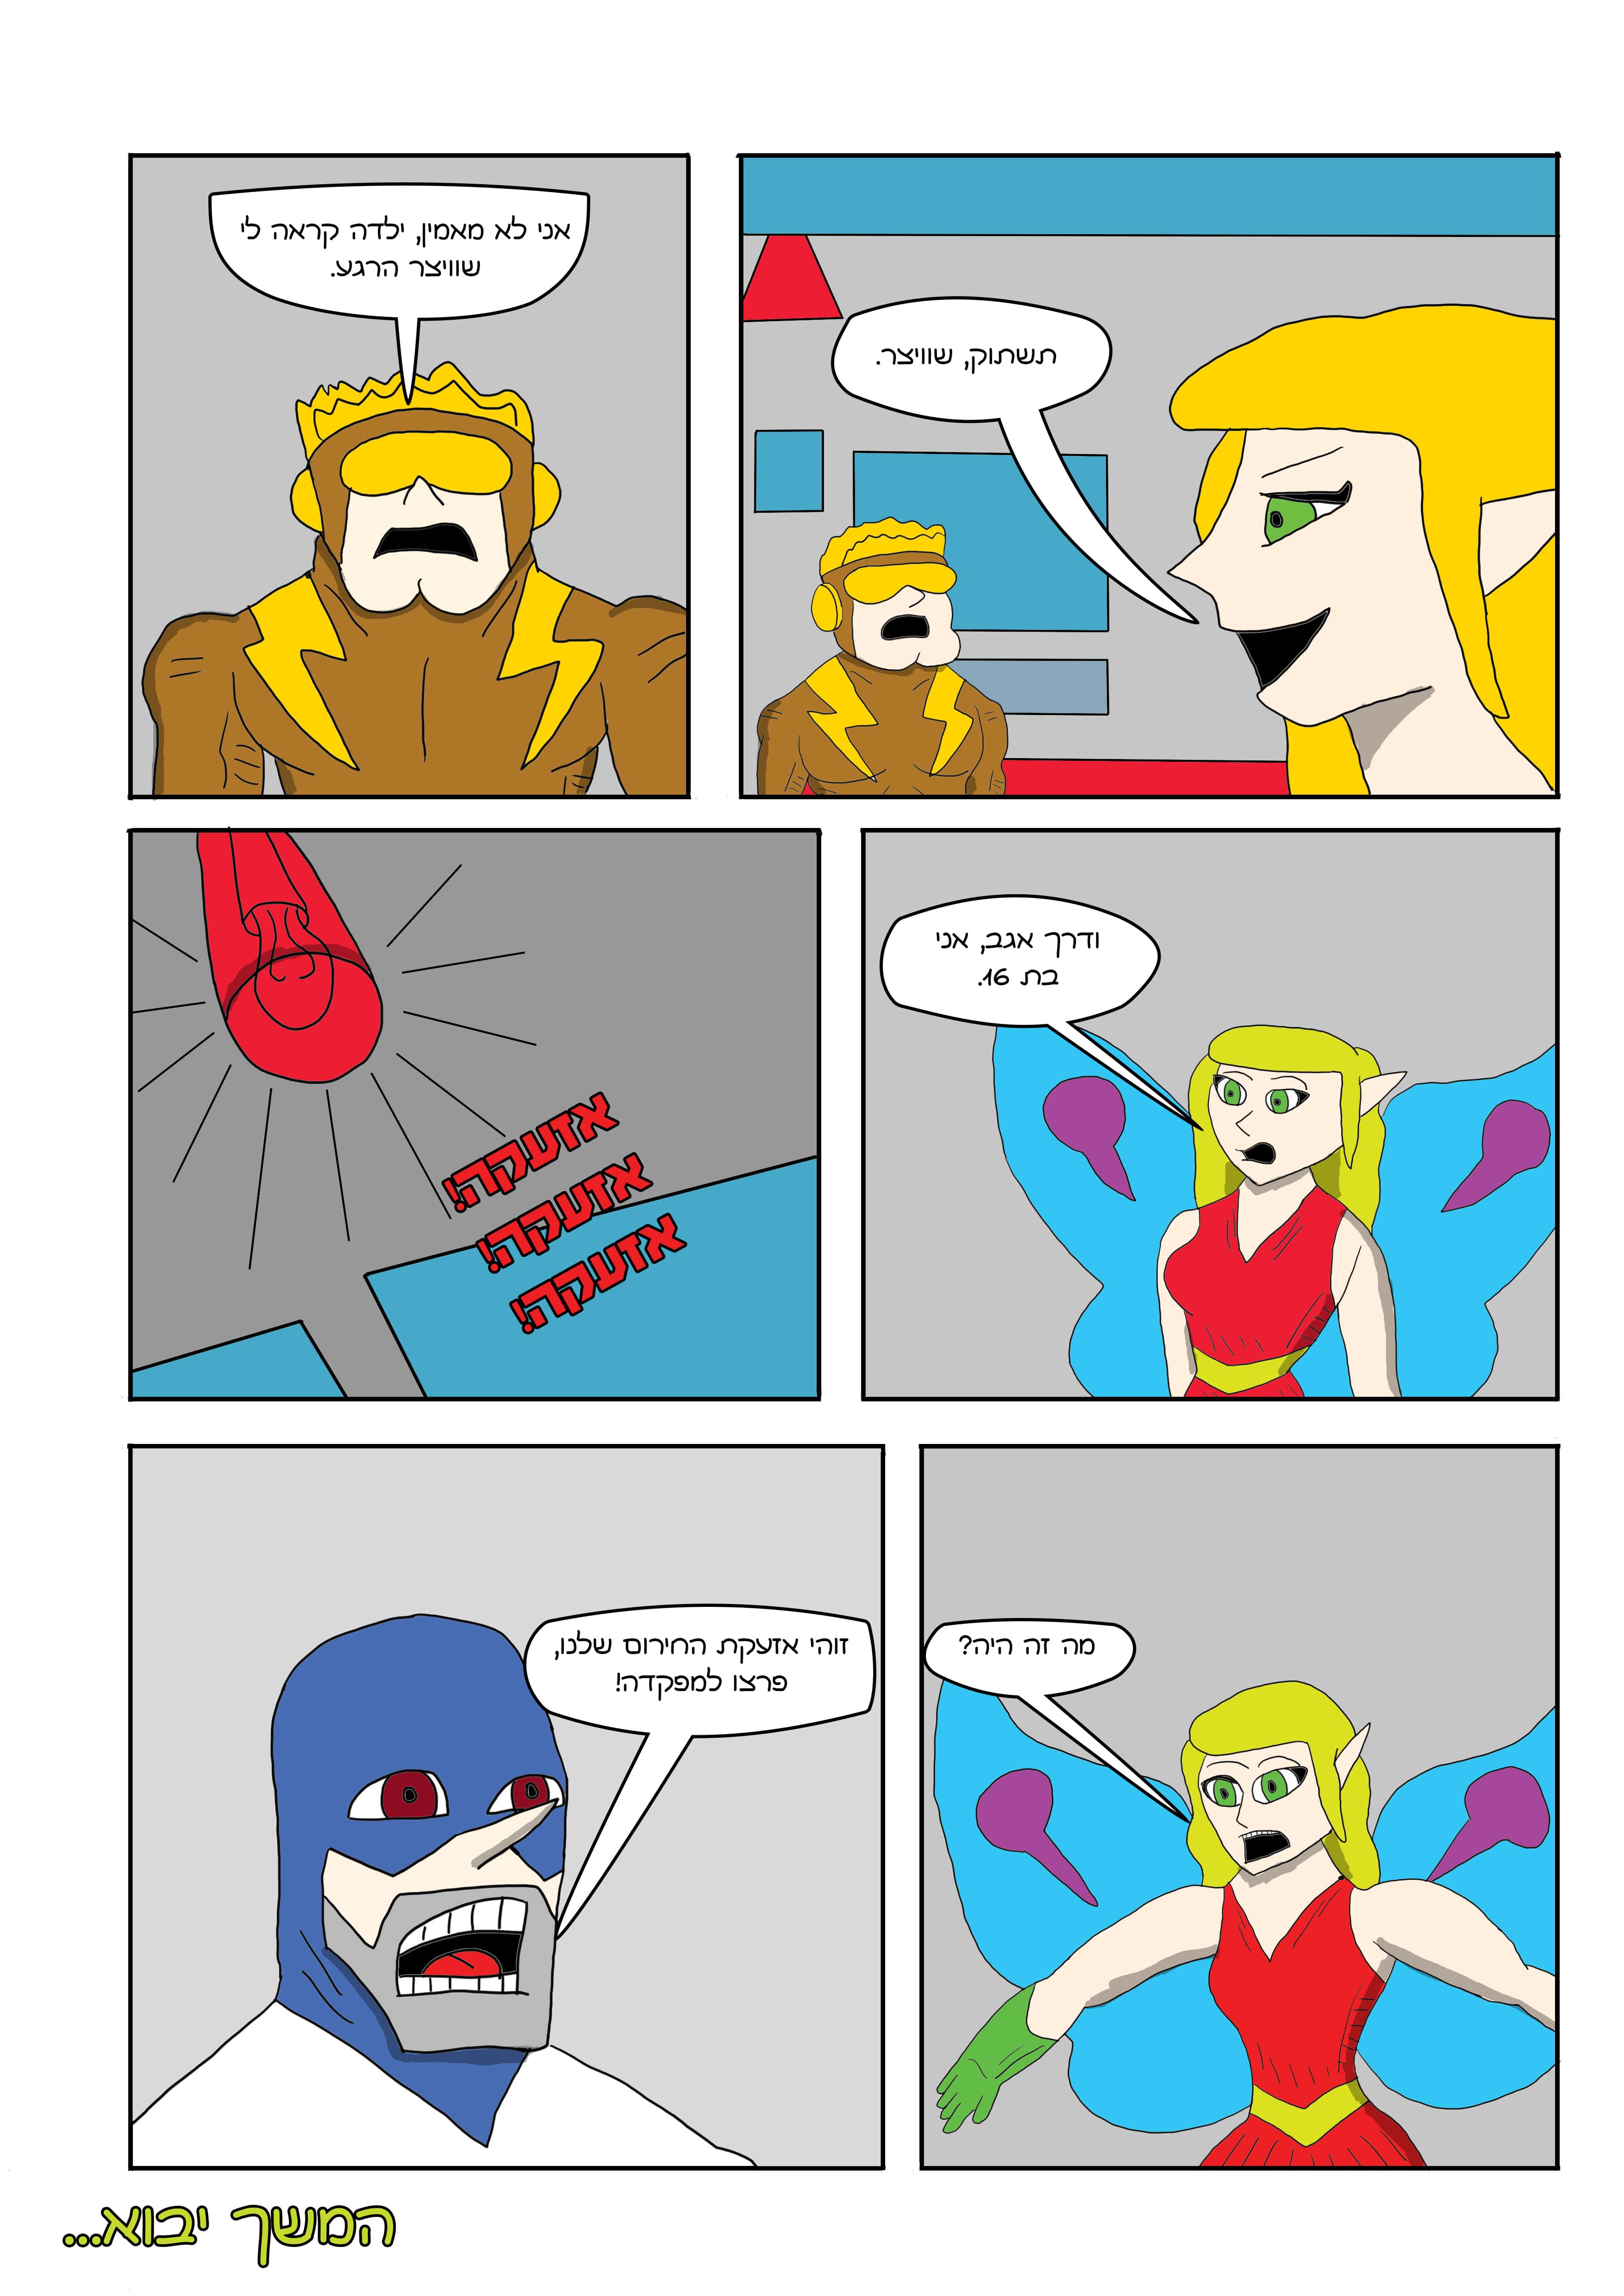 תשתוק, שוויצר.
אני לא מאמין, ילדה קראה לי
שוויצר הרגע.
ודרך אגב, אני
בת 16.
אזעקה!
אזעקה!
אזעקה!
מה זה היה?
זוהי אזעקת החירום שלנו,
פרצו למפקדה!
המשך יבוא...